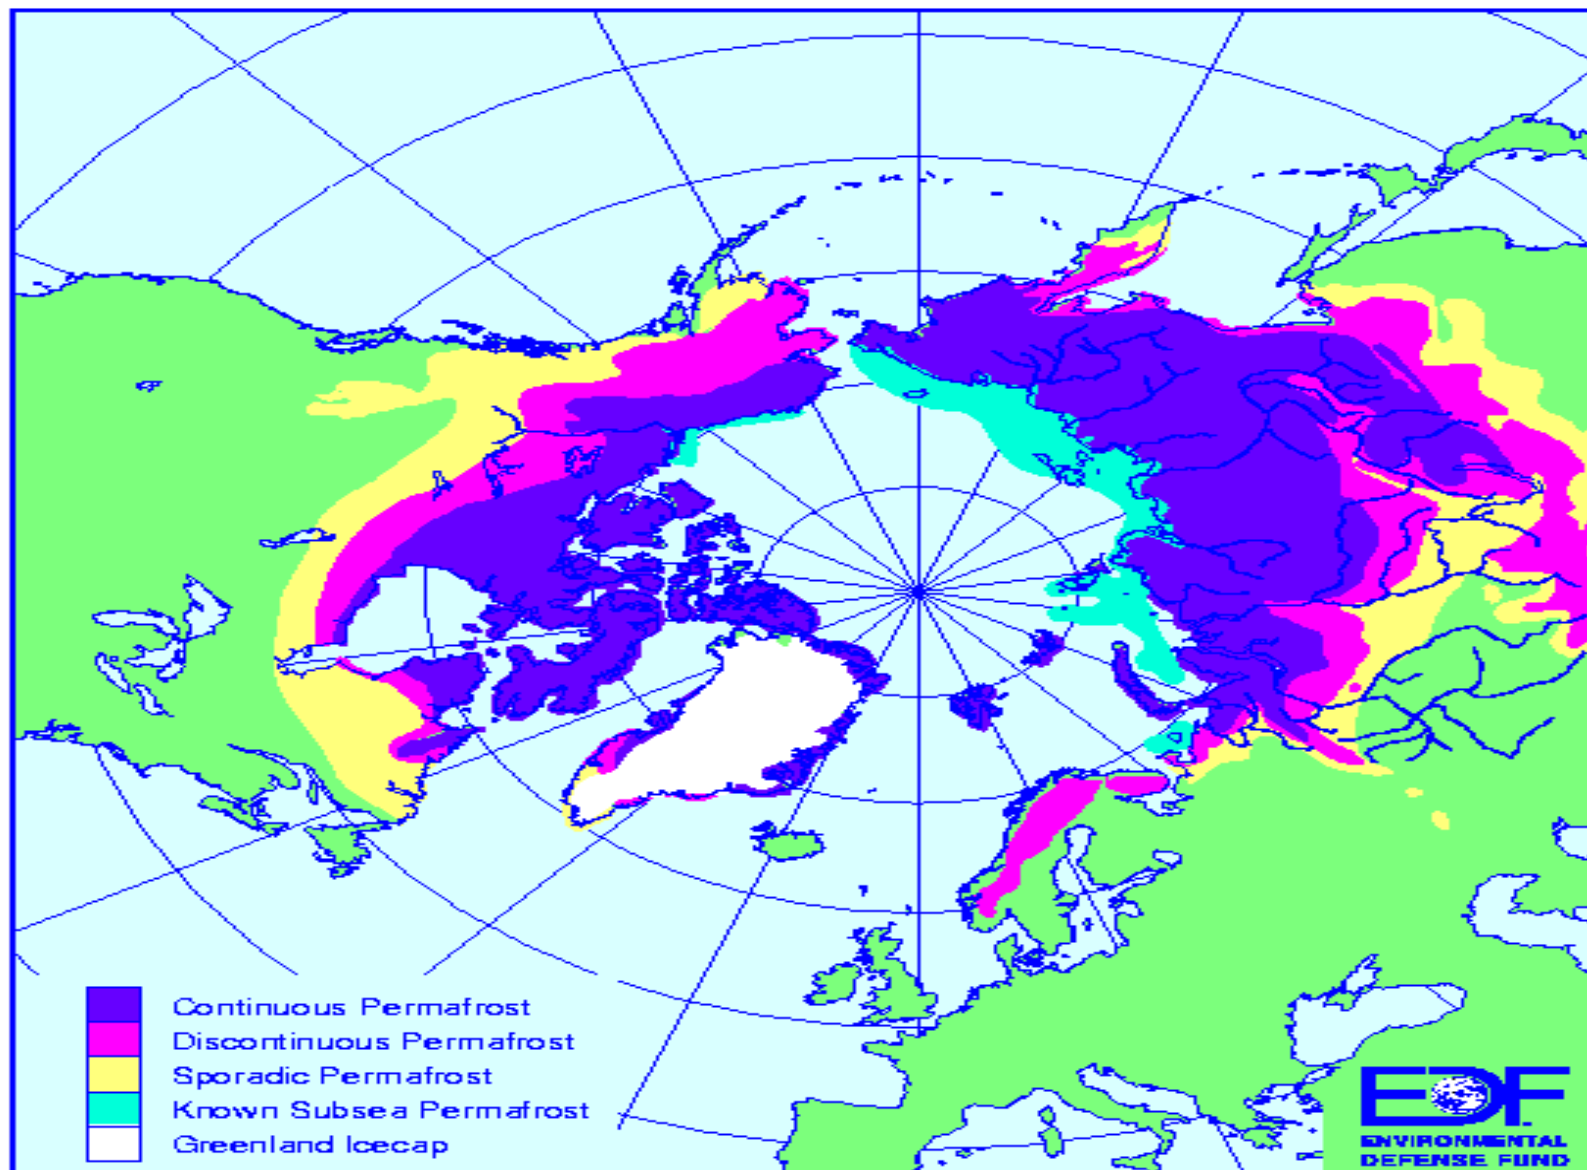 Continuous Permafrost
Discontinuous Permafrost
Sporadic Permafrost
Known Subsea Permafrost
Greenland Icecap
EDF
ENVIRONMENTAL
DEFENSE FUND